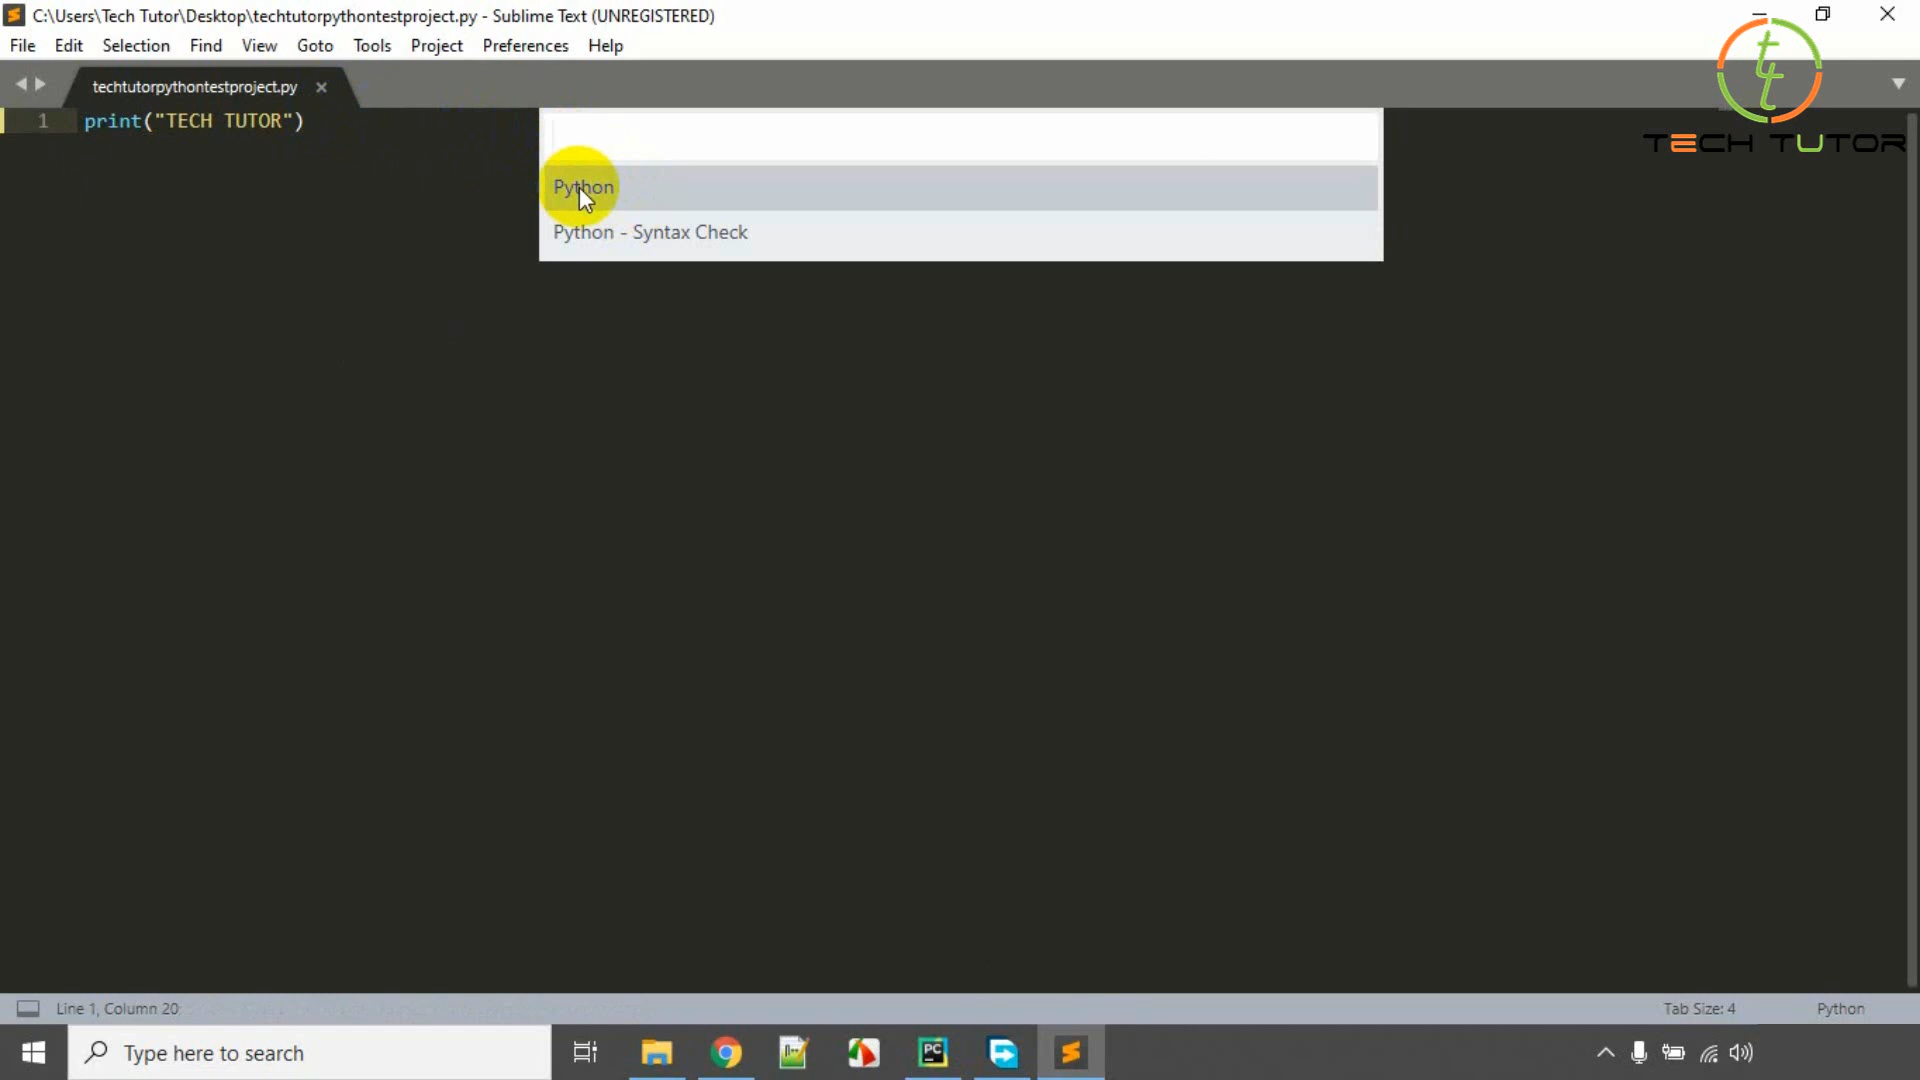 C:\Users\Tech Tutor\Desktop\techtutorpythontestproject.py - Sublime Text (UNREGISTERED)
File Edit Selection Find View Goto Tools Project Preferences Help
techtutorpythontestproject.py
1 print("TECH TUTOR")
TECH TUTOR
Python
Python - Syntax Check
Line 1, Column 20
Tab Size: 4
Python
Type here to search